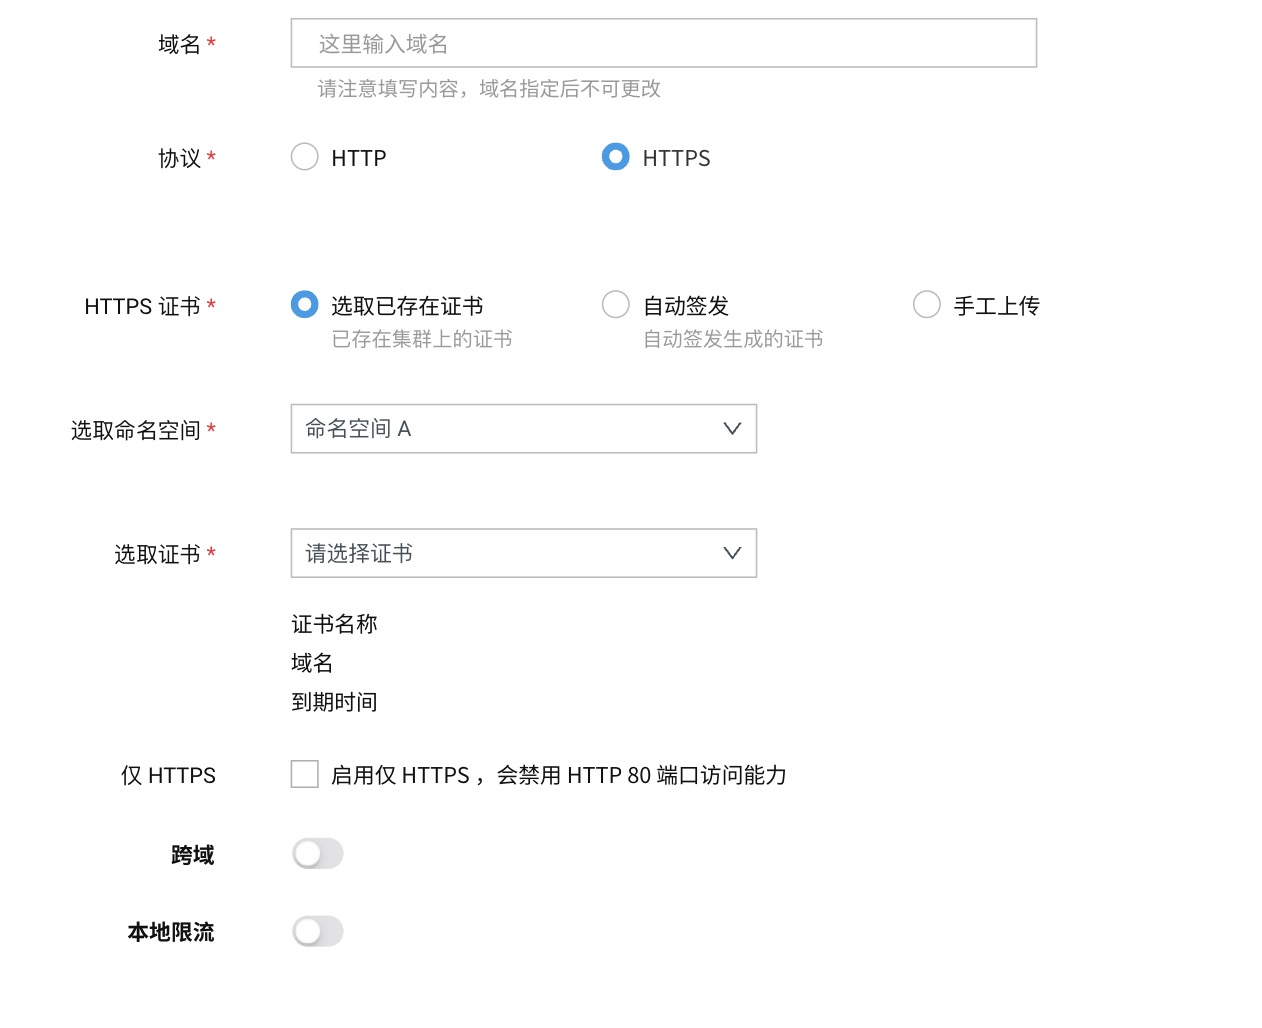 域名 *
这里输入域名
请注意填写内容，域名指定后不可更改
协议 *
HTTP
HTTPS
HTTPS 证书 *
选取已存在证书
自动签发
手工上传
已存在集群上的证书
自动签发生成的证书
选取命名空间 *
命名空间 A
选取证书 *
请选择证书
证书名称
域名
到期时间
仅 HTTPS
启用仅 HTTPS ，会禁用 HTTP 80 端口访问能力
跨域
本地限流